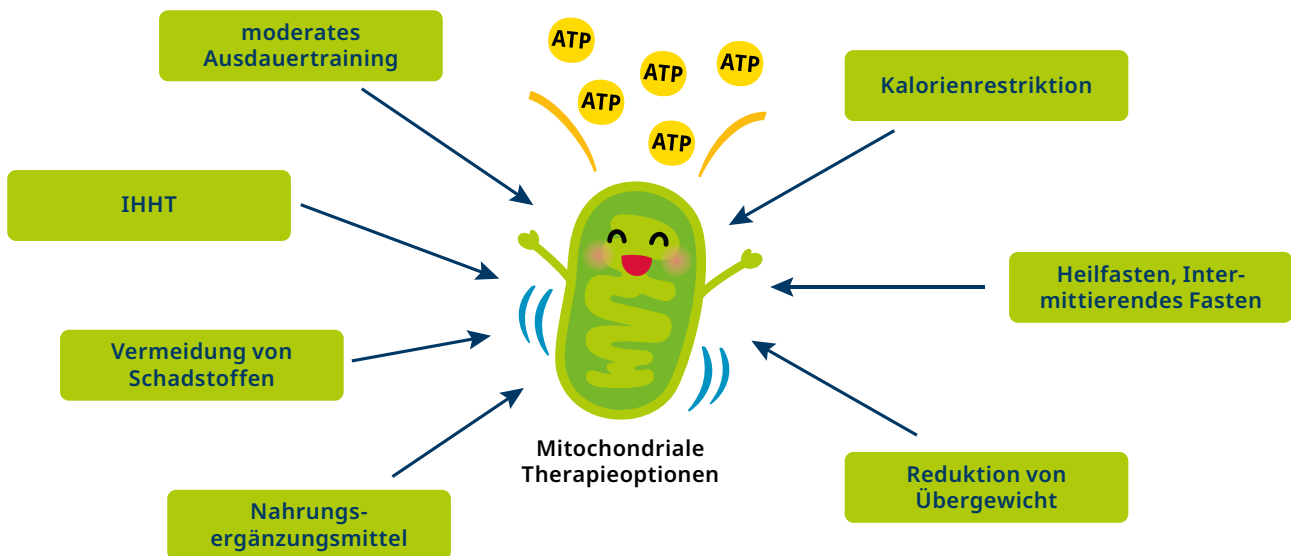 moderates
Ausdauertraining
ATP
ATP
ATP
ATP
ATP
Kalorienrestriktion
IHHT
Heilfasten, Inter-
mittierendes Fasten
Vermeidung von
Schadstoffen
Mitochondriale
Therapieoptionen
Reduktion von
Übergewicht
Nahrungs-
ergänzungsmittel